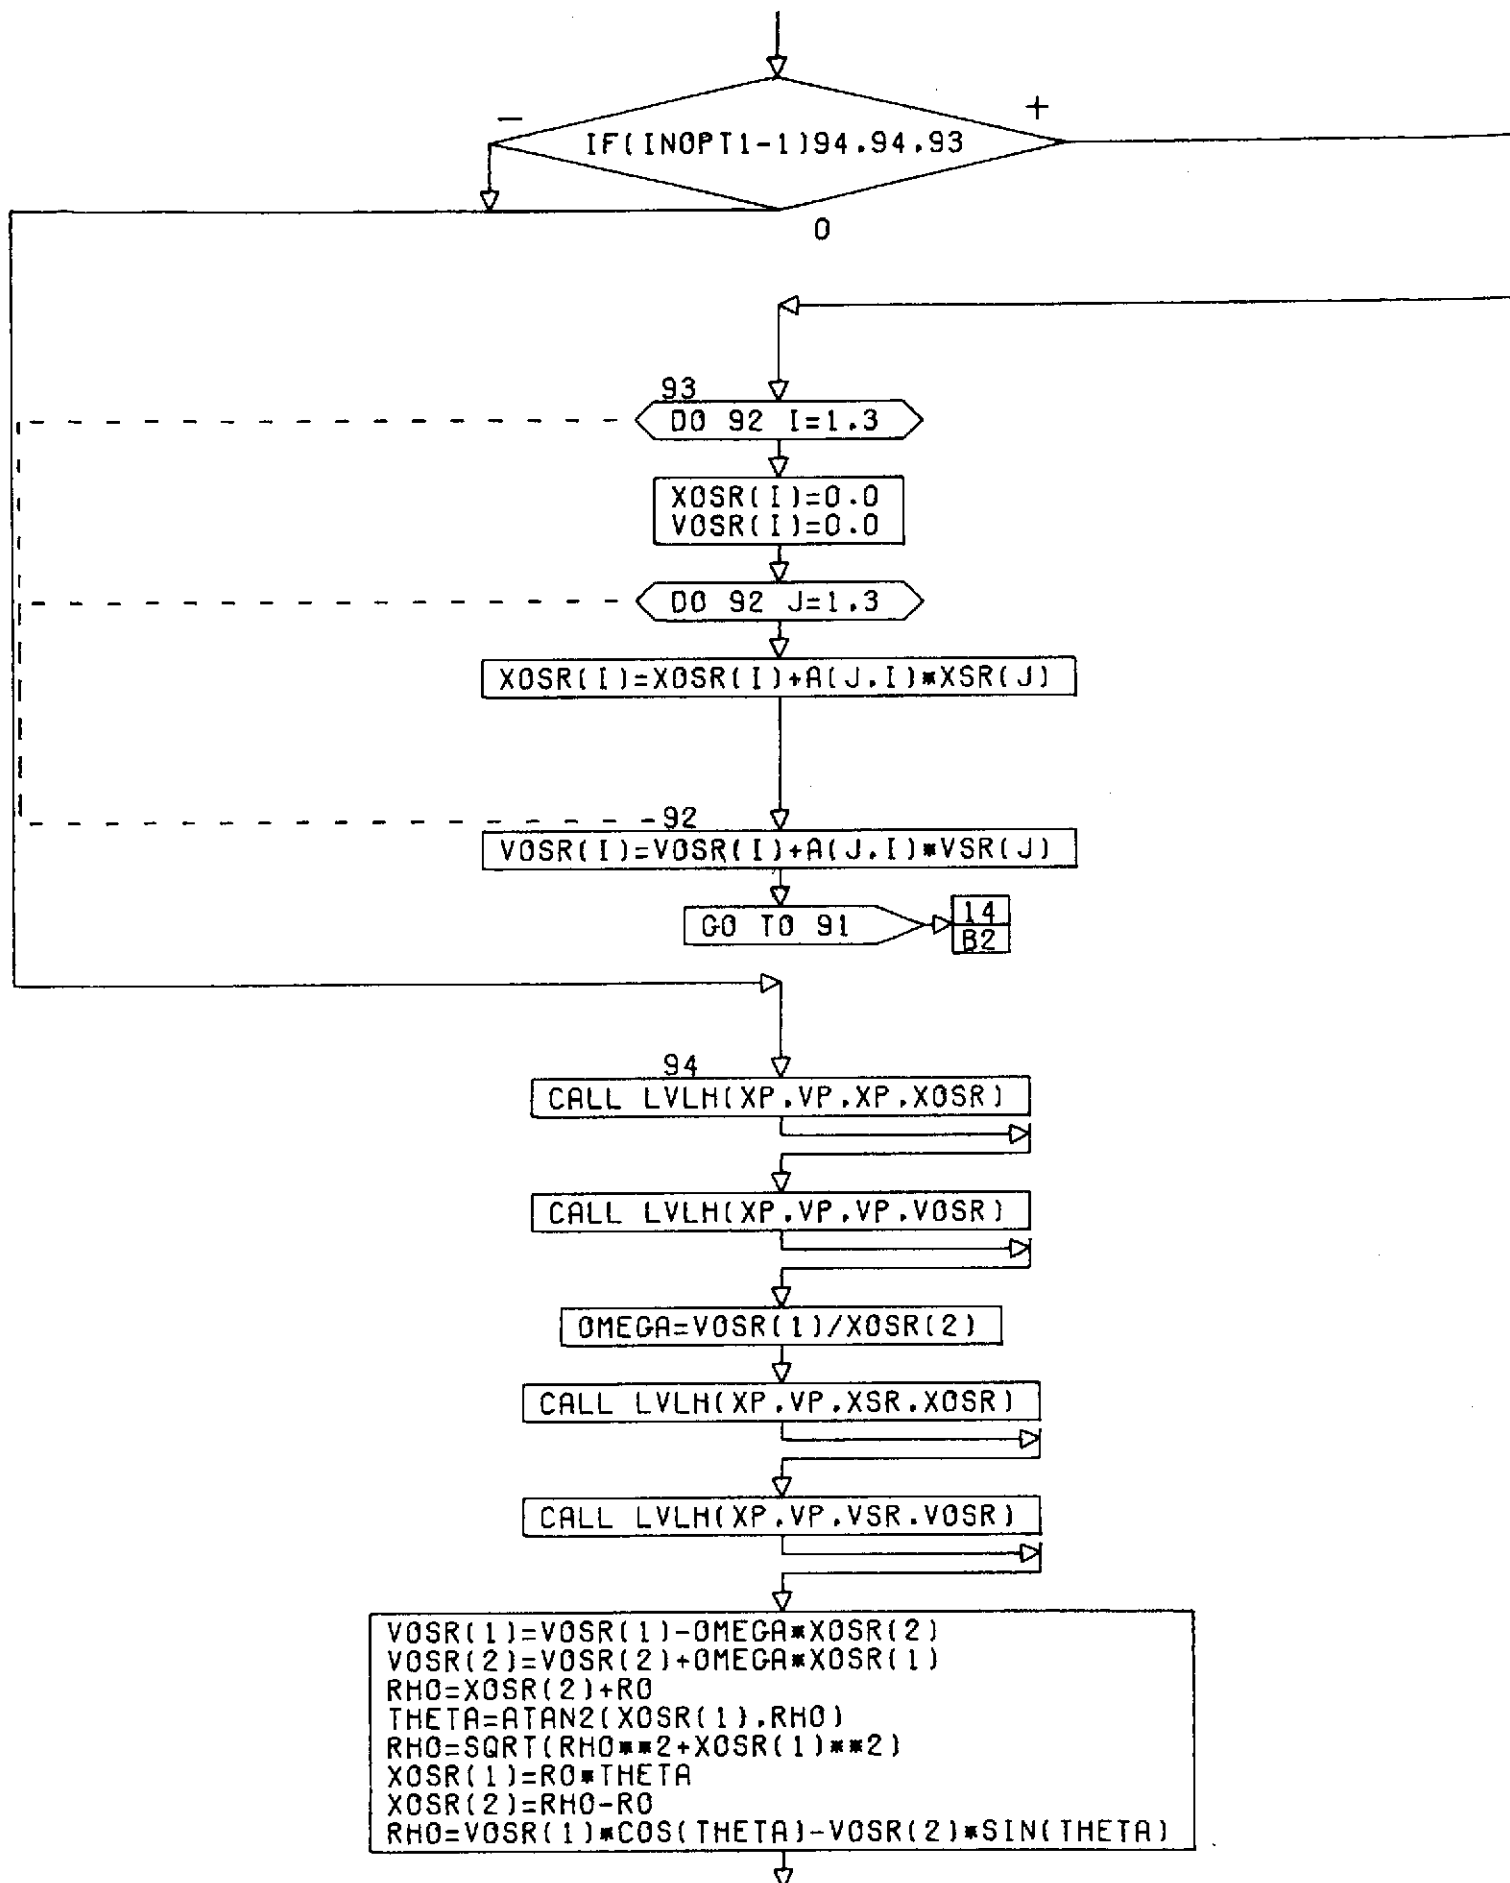 -
+
IF(INOPT1-1)94.94.93
0
93
DO 92 I=1.3
XOSR(I)=0.0
VOSR(I)=0.0
DO 92 J=1.3
XOSR(I)=XOSR(I)+A(J.I)*XSR(J)
92
VOSR(I)=VOSR(I)+A(J.I)*VSR(J)
GO TO 91
14
B2
94
CALL LVLH(XP.VP.XP.XOSR)
CALL LVLH(XP.VP.VP.VOSR)
OMEGA=VOSR(1)/XOSR(2)
CALL LVLH(XP.VP.XSR.XOSR)
CALL LVLH(XP.VP.VSR.VOSR)
VOSR(1)=VOSR(1)-OMEGA*XOSR(2)
VOSR(2)=VOSR(2)+OMEGA*XOSR(1)
RHO=XOSR(2)+RO
THETA=ATAN2(XOSR(1).RHO)
RHO=SQRT(RHO**2+XOSR(1)**2)
XOSR(1)=RO*THETA
XOSR(2)=RHO-RO
RHO=VOSR(1)*COS(THETA)-VOSR(2)*SIN(THETA)